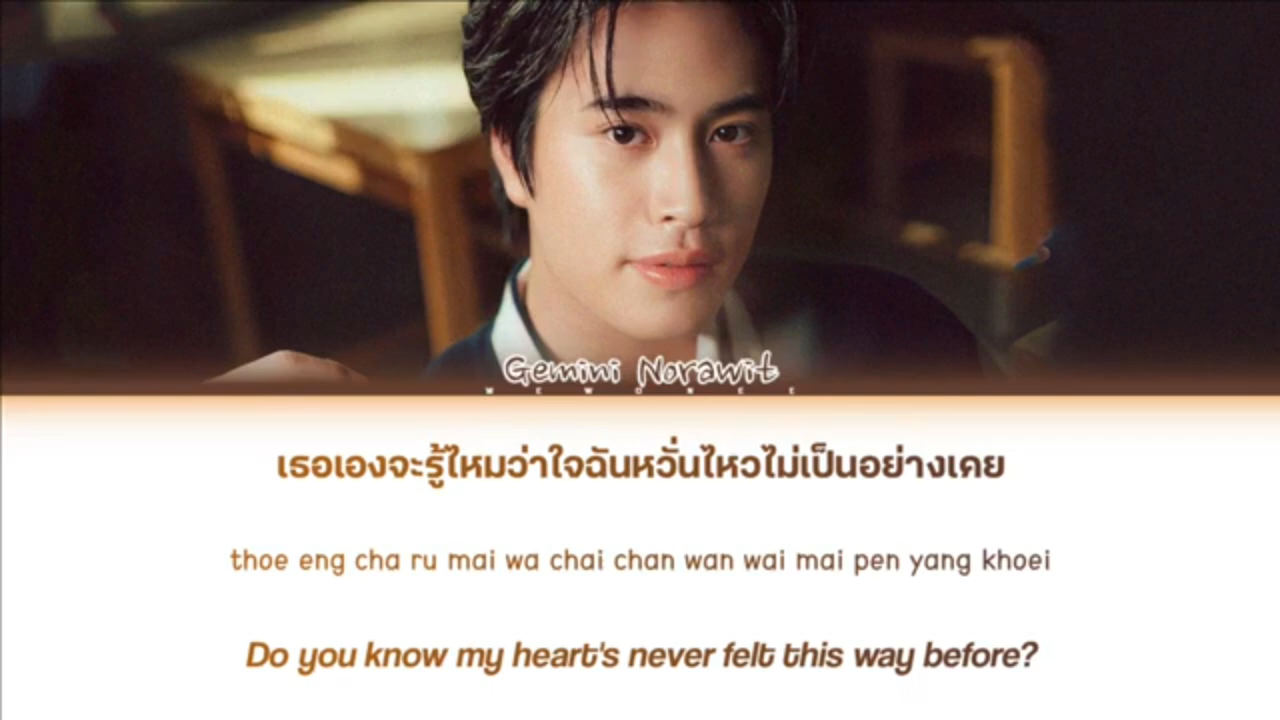 Gemini Norawit
เธอเองจะรู้ไหมว่าใจฉันหวั่นไหวไม่เป็นอย่างเคย
thoe eng cha ru mai wa chai chan wan wai mai pen yang khoei
Do you know my heart's never felt this way before?